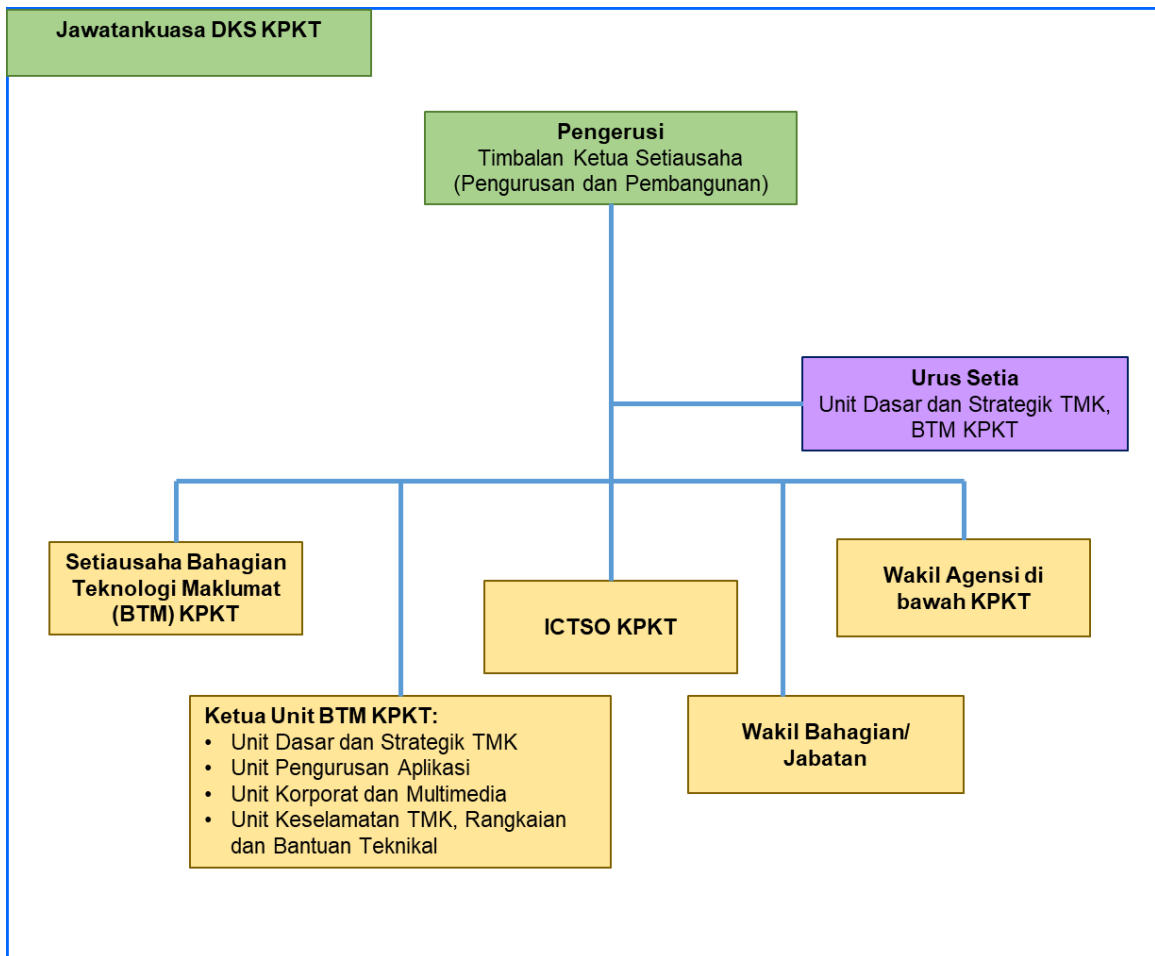 Jawatankuasa DKS KPKT
Pengerusi
Timbalan Ketua Setiausaha
(Pengurusan dan Pembangunan)
Urus Setia
Unit Dasar dan Strategik TMK,
BTM KPKT
Setiausaha Bahagian
Teknologi Maklumat
(BTM) KPKT
Ketua Unit BTM KPKT:
• Unit Dasar dan Strategik TMK
• Unit Pengurusan Aplikasi
• Unit Korporat dan Multimedia
• Unit Keselamatan TMK, Rangkaian
dan Bantuan Teknikal
ICTSO KPKT
Wakil Bahagian/
Jabatan
Wakil Agensi di
bawah KPKT